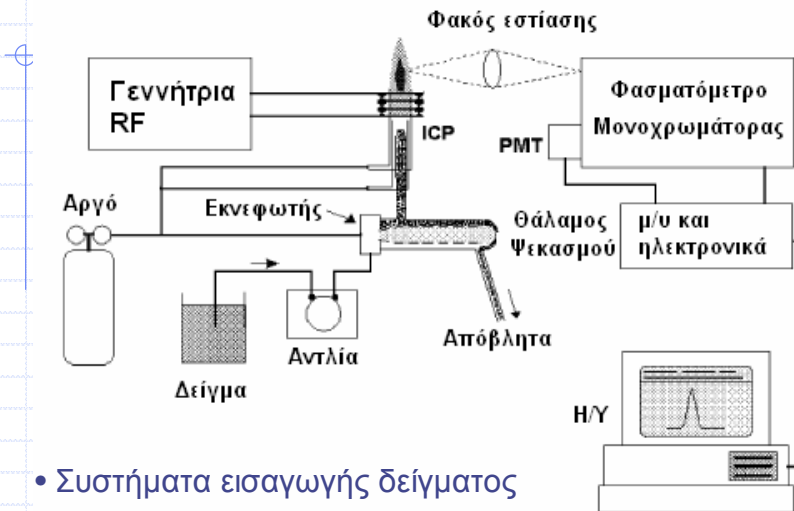 Φακός εστίασης
Γεννήτρια
RF
ICP
Φασματόμετρο
Μονοχρωμάτορας
PMT
Αργό
Εκνεφωτής
Θάλαμος
Ψεκασμού
μ/υ και
ηλεκτρονικά
Αντλία
Απόβλητα
Δείγμα
Η/Υ
• Συστήματα εισαγωγής δείγματος